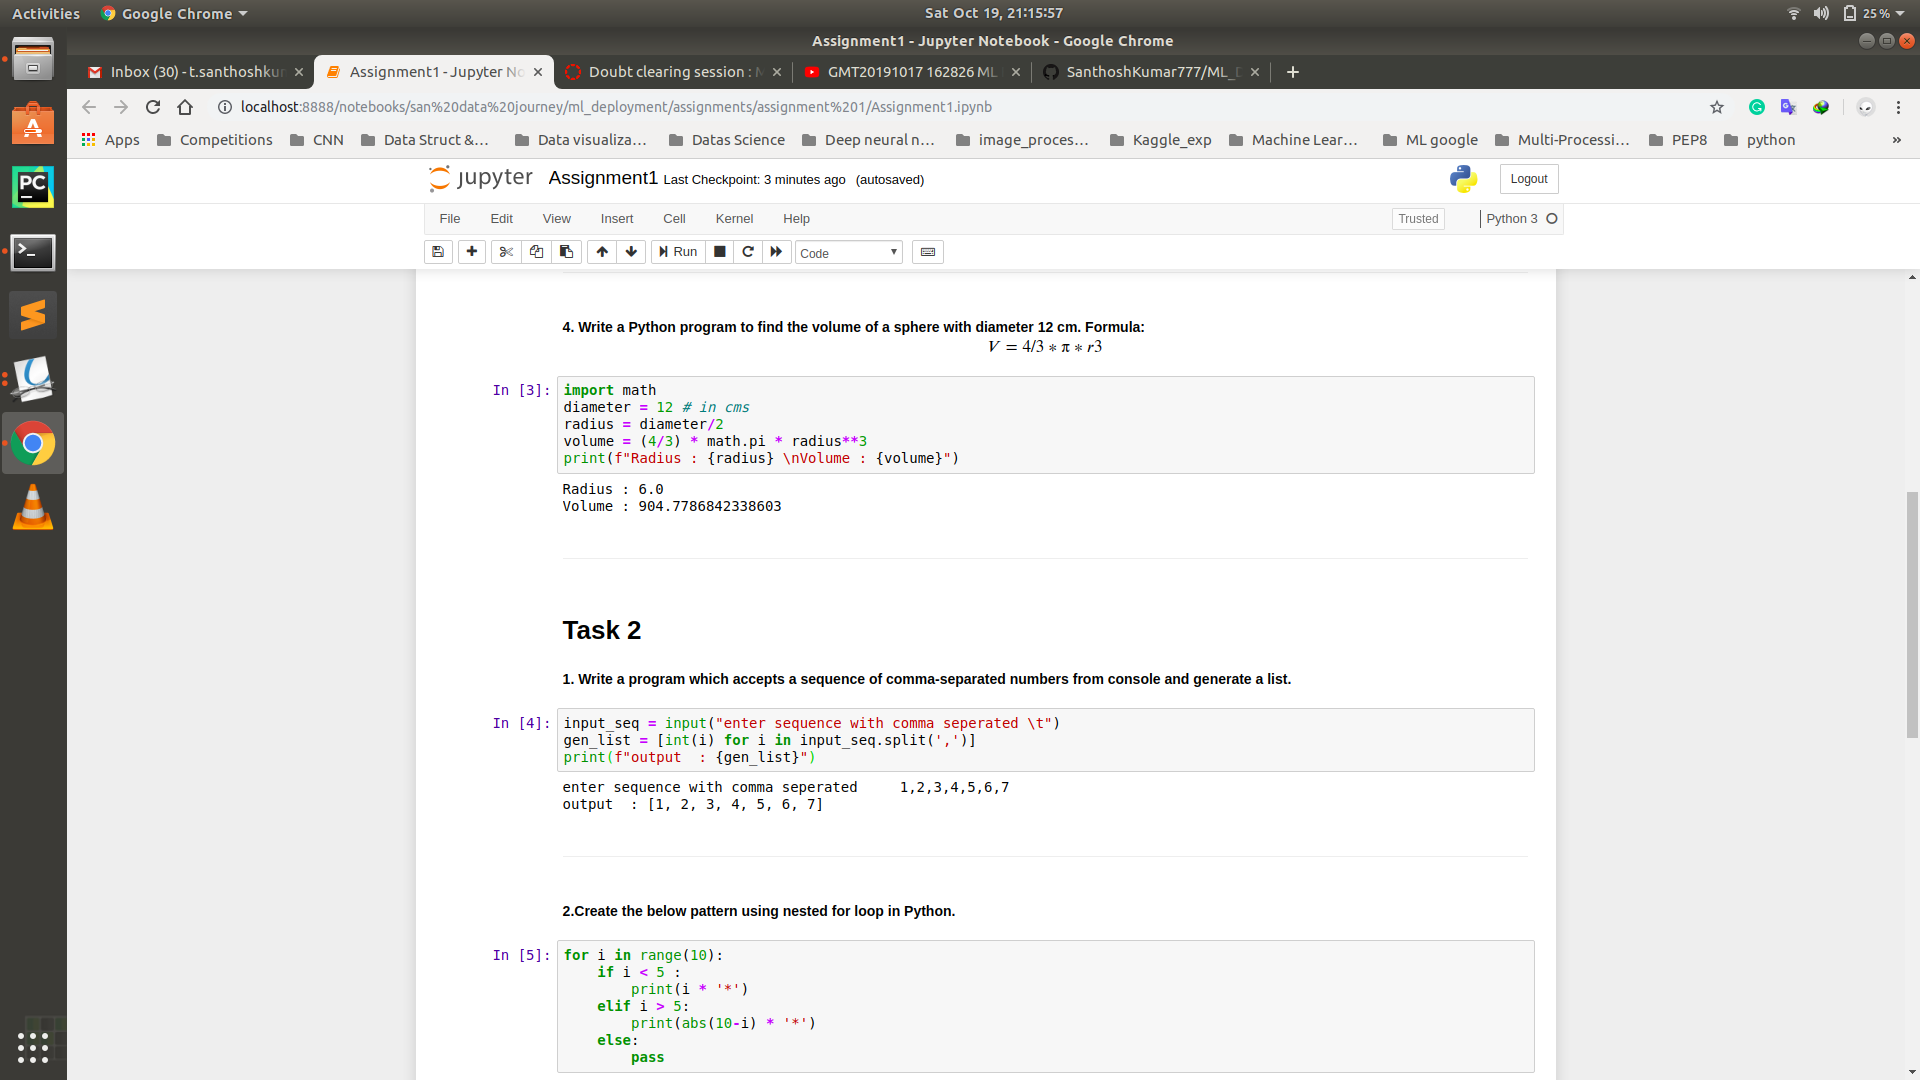 Activities Google Chrome Sat Oct 19, 21:15:57 25%
Assignment1 - Jupyter Notebook - Google Chrome
Inbox (30) - t.santhoshkur Assignment1 - Jupyter No Doubt clearing session : M GMT20191017 162826 ML SanthoshKumar777/ML_D
localhost:8888/notebooks/san%20data%20journey/ml_deployment/assignments/assignment%201/Assignment1.ipynb
Apps Competitions CNN Data Struct &... Data visualiza... Datas Science Deep neural n... image_proces... Kaggle_exp Machine Lear... ML google Multi-Processi... PEP8 python »
jupyter Assignment1 Last Checkpoint: 3 minutes ago (autosaved) Logout
File Edit View Insert Cell Kernel Help Trusted Python 3
Run Code
4. Write a Python program to find the volume of a sphere with diameter 12 cm. Formula:
V = 4/3 ∗ π ∗ r3
In [3]: import math
diameter = 12 # in cms
radius = diameter/2
volume = (4/3) * math.pi * radius**3
print(f"Radius : {radius} \nVolume : {volume}")
Radius : 6.0
Volume : 904.7786842338603
Task 2
1. Write a program which accepts a sequence of comma-separated numbers from console and generate a list.
In [4]: input_seq = input("enter sequence with comma seperated \t")
gen_list = [int(i) for i in input_seq.split(',')]
print(f"output  : {gen_list}")
enter sequence with comma seperated     1,2,3,4,5,6,7
output  : [1, 2, 3, 4, 5, 6, 7]
2.Create the below pattern using nested for loop in Python.
In [5]: for i in range(10):
    if i < 5 :
        print(i * '*')
    elif i > 5:
        print(abs(10-i) * '*')
    else:
        pass